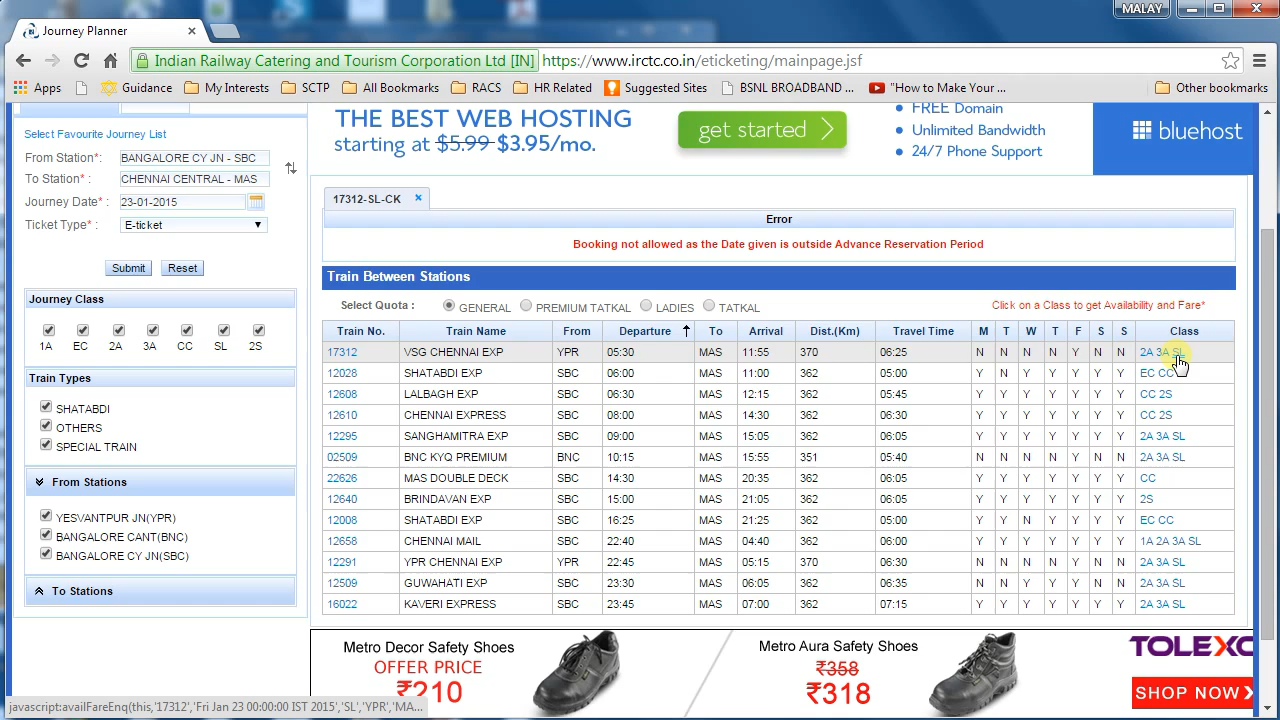 MALAY
Journey Planner
Indian Railway Catering and Tourism Corporation Ltd [IN] https://www.irctc.co.in/eticketing/mainpage.jsf
Apps Guidance My Interests SCTP All Bookmarks RACS HR Related Suggested Sites BSNL BROADBAND ... "How to Make Your ... Other bookmarks
THE BEST WEB HOSTING
starting at $5.99 $3.95/mo.
get started
FREE Domain
Unlimited Bandwidth
24/7 Phone Support
bluehost
Select Favourite Journey List
From Station*: BANGALORE CY JN - SBC
To Station* : CHENNAI CENTRAL - MAS
Journey Date* : 23-01-2015
Ticket Type* : E-ticket
Submit Reset
Journey Class
1A EC 2A 3A CC SL 2S
Train Types
SHATABDI
OTHERS
SPECIAL TRAIN
From Stations
YESVANTPUR JN(YPR)
BANGALORE CANT(BNC)
BANGALORE CY JN(SBC)
To Stations
17312-SL-CK
Error
Booking not allowed as the Date given is outside Advance Reservation Period
Train Between Stations
Select Quota : GENERAL PREMIUM TATKAL LADIES TATKAL Click on a Class to get Availability and Fare*
Train No. Train Name From Departure To Arrival Dist.(Km) Travel Time M T W T F S S Class
17312 VSG CHENNAI EXP YPR 05:30 MAS 11:55 370 06:25 N N N N Y N N 2A 3A SL
12028 SHATABDI EXP SBC 06:00 MAS 11:00 362 05:00 Y N Y Y Y Y Y EC CC
12608 LALBAGH EXP SBC 06:30 MAS 12:15 362 05:45 Y Y Y Y Y Y Y CC 2S
12610 CHENNAI EXPRESS SBC 08:00 MAS 14:30 362 06:30 Y Y Y Y Y Y Y CC 2S
12295 SANGHAMITRA EXP SBC 09:00 MAS 15:05 362 06:05 Y Y Y Y Y Y Y 2A 3A SL
02509 BNC KYQ PREMIUM BNC 10:15 MAS 15:55 351 05:40 N N N N Y N N 2A 3A SL
22626 MAS DOUBLE DECK SBC 14:30 MAS 20:35 362 06:05 Y Y Y Y Y Y Y CC
12640 BRINDAVAN EXP SBC 15:00 MAS 21:05 362 06:05 Y Y Y Y Y Y Y 2S
12008 SHATABDI EXP SBC 16:25 MAS 21:25 362 05:00 Y Y N Y Y Y Y EC CC
12658 CHENNAI MAIL SBC 22:40 MAS 04:40 362 06:00 Y Y Y Y Y Y Y 1A 2A 3A SL
12291 YPR CHENNAI EXP YPR 22:45 MAS 05:15 370 06:30 N N N N Y N N 2A 3A SL
12509 GUWAHATI EXP SBC 23:30 MAS 06:05 362 06:35 N N Y Y Y N N 2A 3A SL
16022 KAVERI EXPRESS SBC 23:45 MAS 07:00 362 07:15 Y Y Y Y Y Y Y 2A 3A SL
Metro Decor Safety Shoes
OFFER PRICE
₹210
Metro Aura Safety Shoes
₹358
₹318
TOLEXO
SHOP NOW
javascript:availFareEnq(this,'17312','Fri Jan 23 00:00:00 IST 2015','SL','YPR','MA...